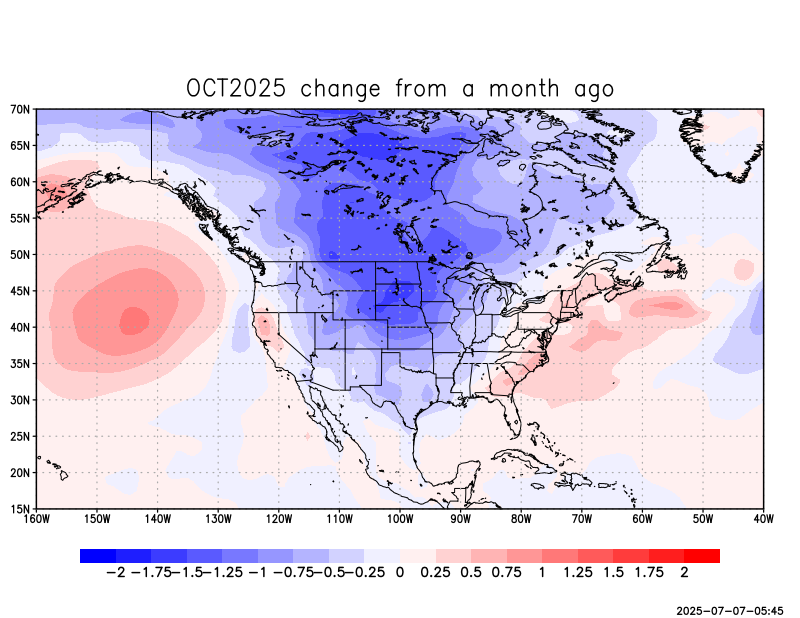 OCT2025 change from a month ago
70N
65N
60N
55N
50N
45N
40N
35N
30N
25N
20N
15N
160W 150W 140W 130W 120W 110W 100W 90W 80W 70W 60W 50W 40W
−2 −1.75 −1.5 −1.25 −1 −0.75 −0.5 −0.25 0 0.25 0.5 0.75 1 1.25 1.5 1.75 2
2025-07-07-05:45